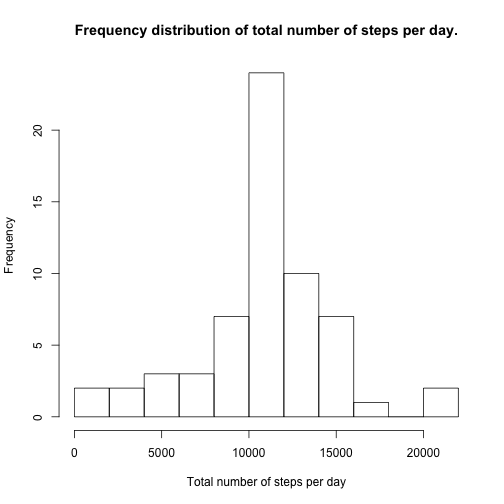 Frequency distribution of total number of steps per day.
Frequency
20
15
10
5
0
0 5000 10000 15000 20000
Total number of steps per day